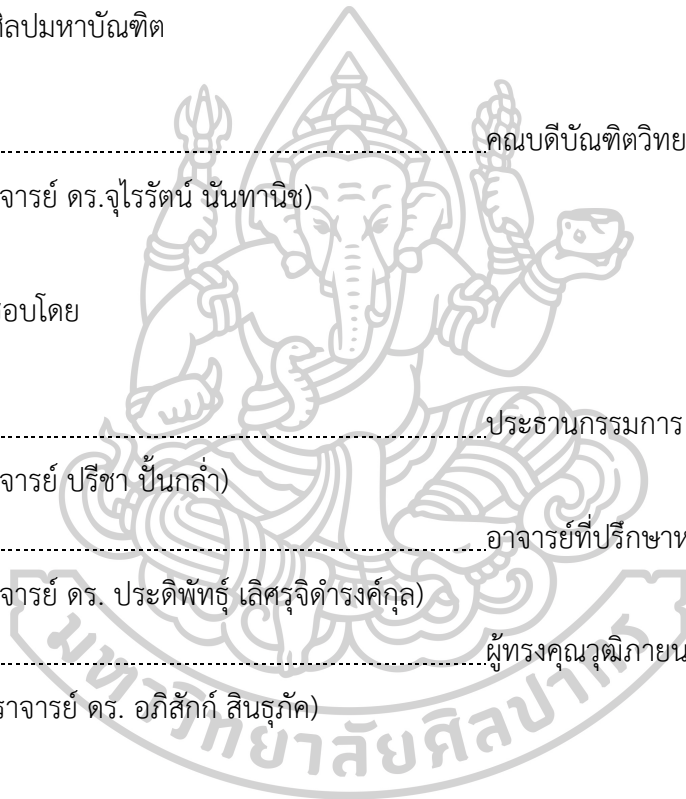 ศิลปมหาบัณฑิต
คณบดีบัณฑิตวิทย
จารย์ ดร.จุไรรัตน์ นันทานิช)
อบโดย
ประธานกรรมการ
จารย์ ปรีชา ปั้นกล่ำ)
อาจารย์ที่ปรึกษาห
จารย์ ดร. ประดิพัทธุ์ เลิศรุจิดำรงค์กุล)
ผู้ทรงคุณวุฒิภายน
ราจารย์ ดร. อภิสักก์ สินธุภัค)
มหาวิทยาลัยศิลปากร